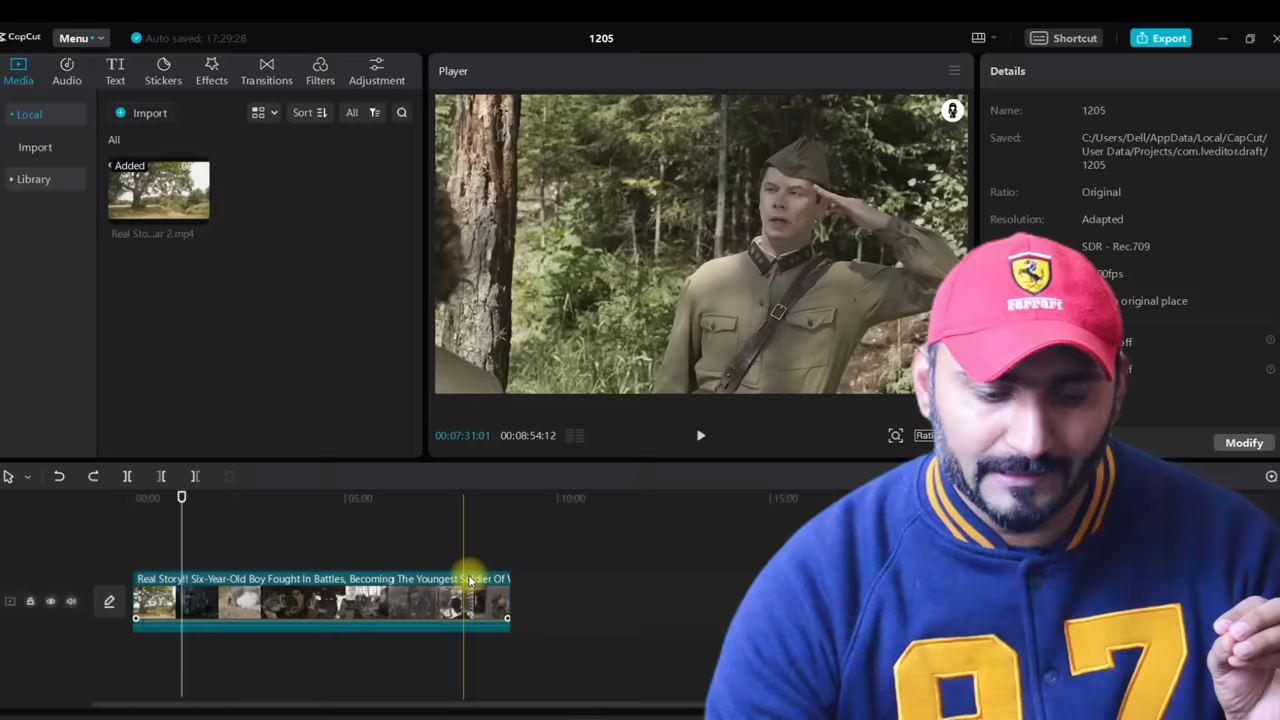 CapCut
Menu
Auto saved: 17:29:28
1205
Shortcut
Export
Media
Audio
Text
Stickers
Effects
Transitions
Filters
Adjustment
Local
Import
Library
Import
Sort
All
All
Added
Real Sto...ar 2.mp4
Player
00:07:31:01
00:08:54:12
Details
Name:
1205
Saved:
C:/Users/Dell/AppData/Local/CapCut/
User Data/Projects/com.lveditor.draft/
1205
Ratio:
Original
Resolution:
Adapted
SDR - Rec.709
00fps
original place
Modify
00:00
05:00
10:00
15:00
Real Story!! Six-Year-Old Boy Fought In Battles, Becoming The Youngest Soldier Of
Ferrari
97